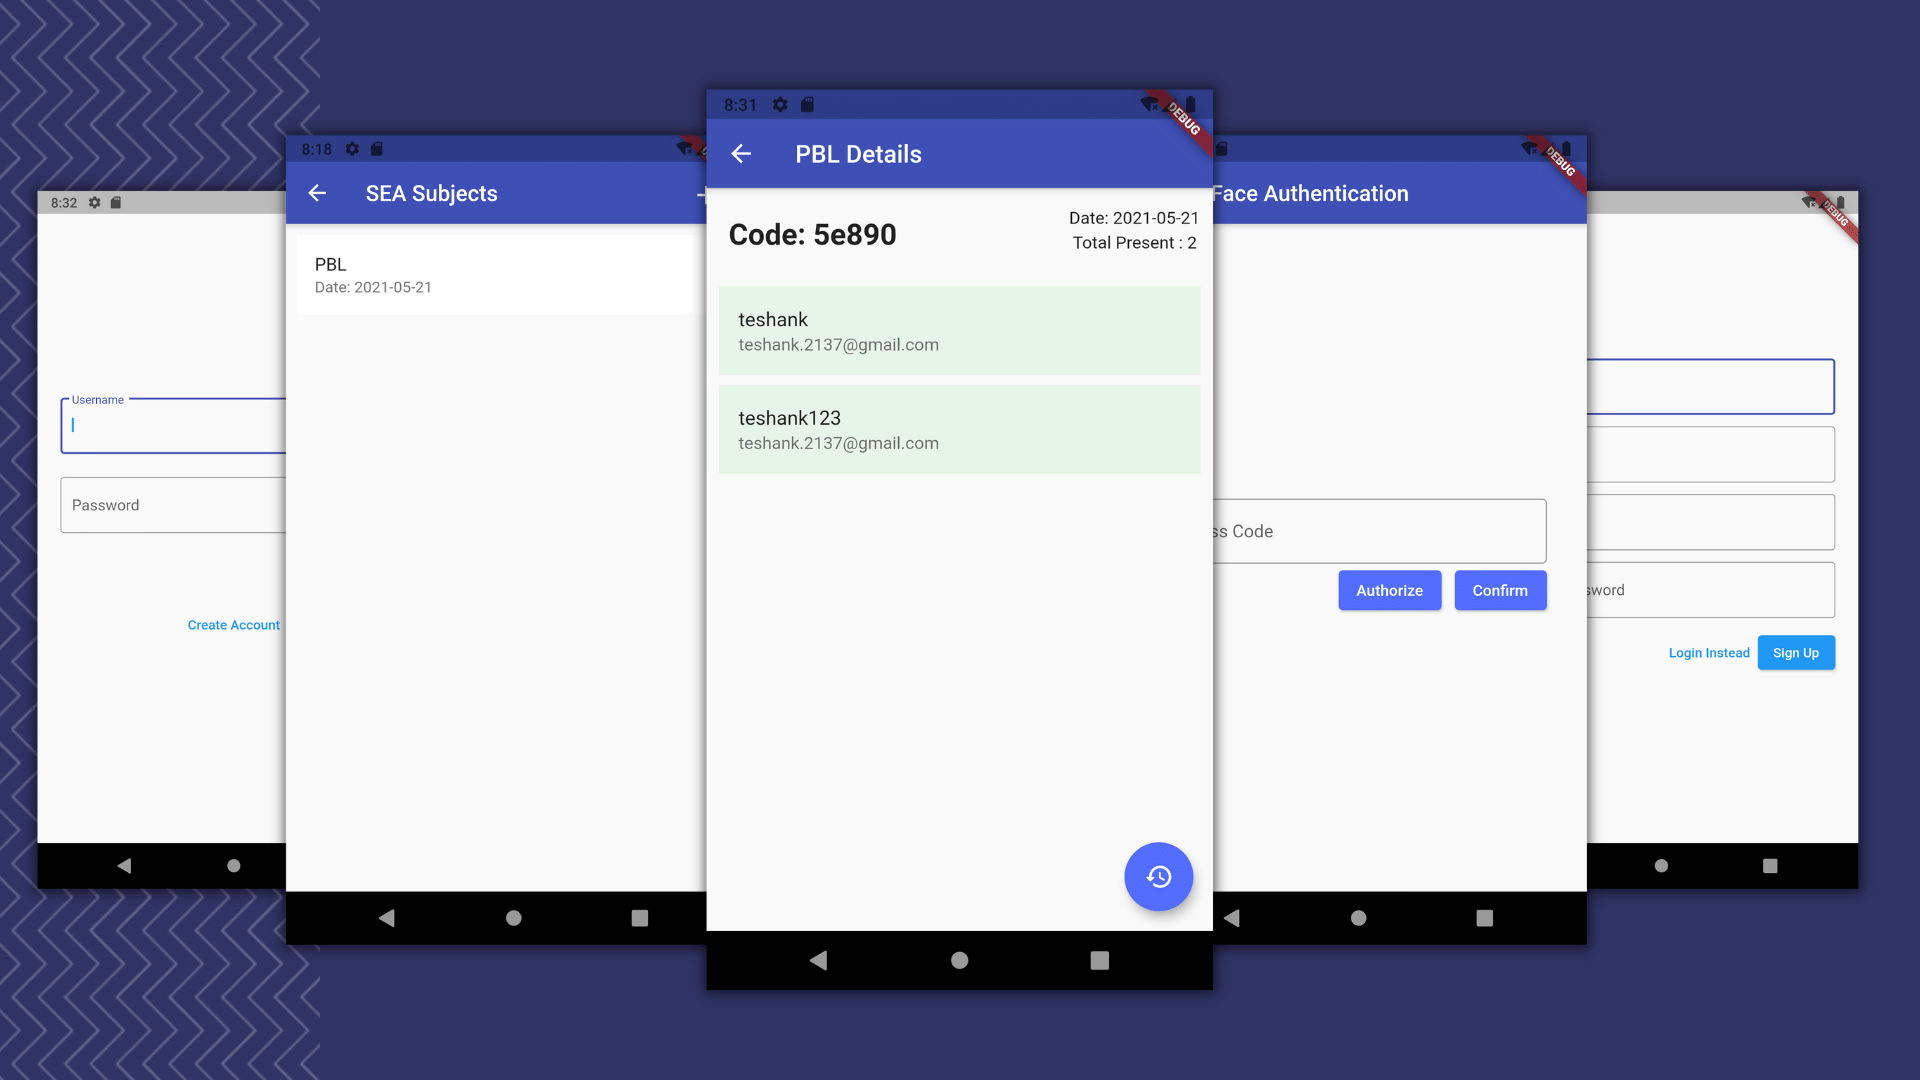 8:32
Username
Password
Create Account
8:18
SEA Subjects
PBL
Date: 2021-05-21
8:31
DEBUG
PBL Details
Code: 5e890
Date: 2021-05-21
Total Present : 2
teshank
teshank.2137@gmail.com
teshank123
teshank.2137@gmail.com
DEBUG
Face Authentication
ss Code
Authorize
Confirm
DEBUG
sword
Login Instead
Sign Up